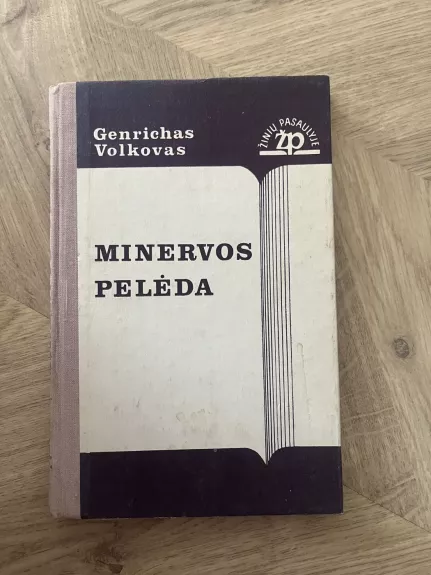 Genrichas
Volkovas
ŽINIŲ PASAULYJE
žp
MINERVOS
PELĖDA